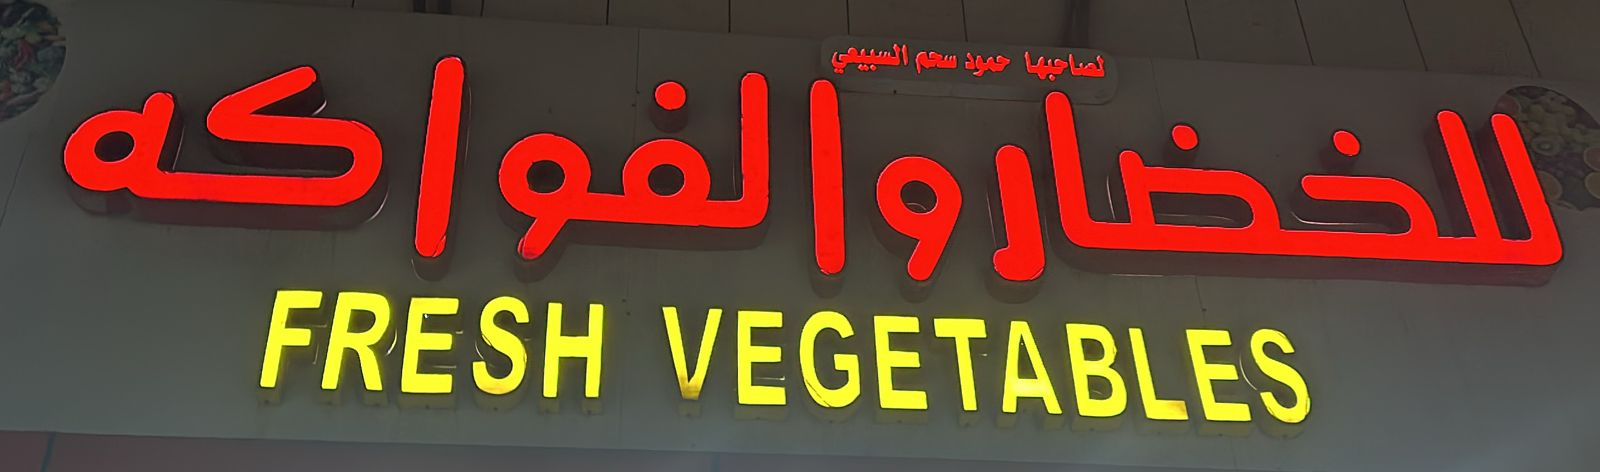 لصاحبها حمود سحم السبيعي
للخضار والفواكه
FRESH VEGETABLES